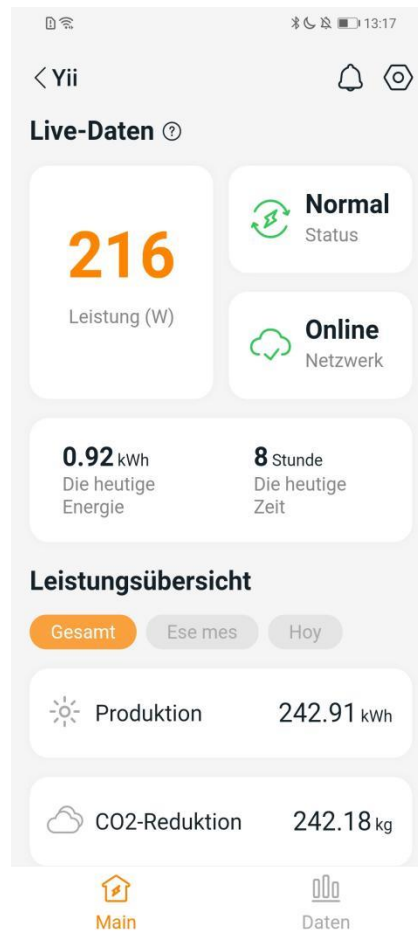 13:17
Yii
Live-Daten ?
216
Leistung (W)
Normal
Status
Online
Netzwerk
0.92 kWh
Die heutige
Energie
8 Stunde
Die heutige
Zeit
Leistungsübersicht
Gesamt
Ese mes
Hoy
Produktion
242.91 kWh
CO2-Reduktion
242.18 kg
Main
Daten